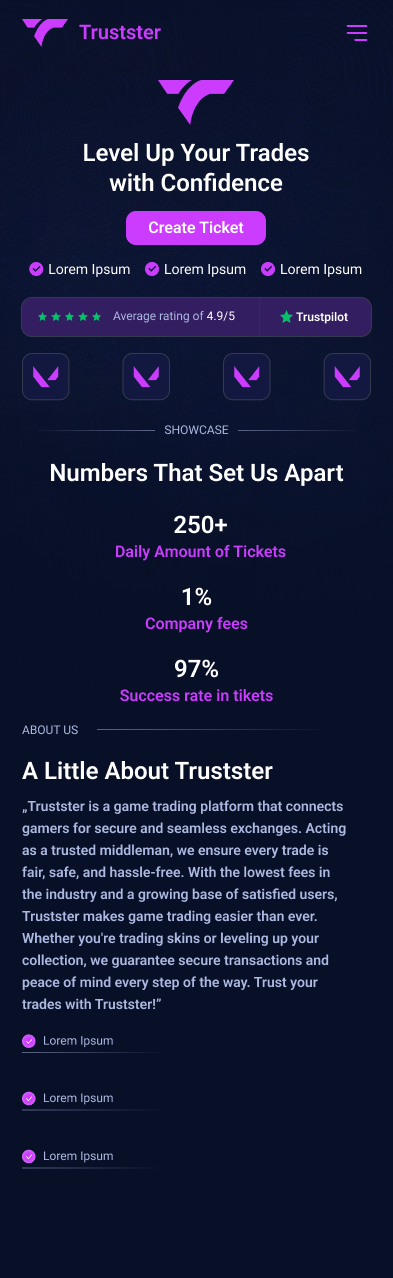 Trustster
Level Up Your Trades
with Confidence
Create Ticket
Lorem Ipsum Lorem Ipsum Lorem Ipsum
Average rating of 4.9/5 Trustpilot
SHOWCASE
Numbers That Set Us Apart
250+
Daily Amount of Tickets
1%
Company fees
97%
Success rate in tikets
ABOUT US
A Little About Truststser
„Truststser is a game trading platform that connects
gamers for secure and seamless exchanges. Acting
as a trusted middleman, we ensure every trade is
fair, safe, and hassle-free. With the lowest fees in
the industry and a growing base of satisfied users,
Truststser makes game trading easier than ever.
Whether you're trading skins or leveling up your
collection, we guarantee secure transactions and
peace of mind every step of the way. Trust your
trades with Truststser!”
Lorem Ipsum
Lorem Ipsum
Lorem Ipsum